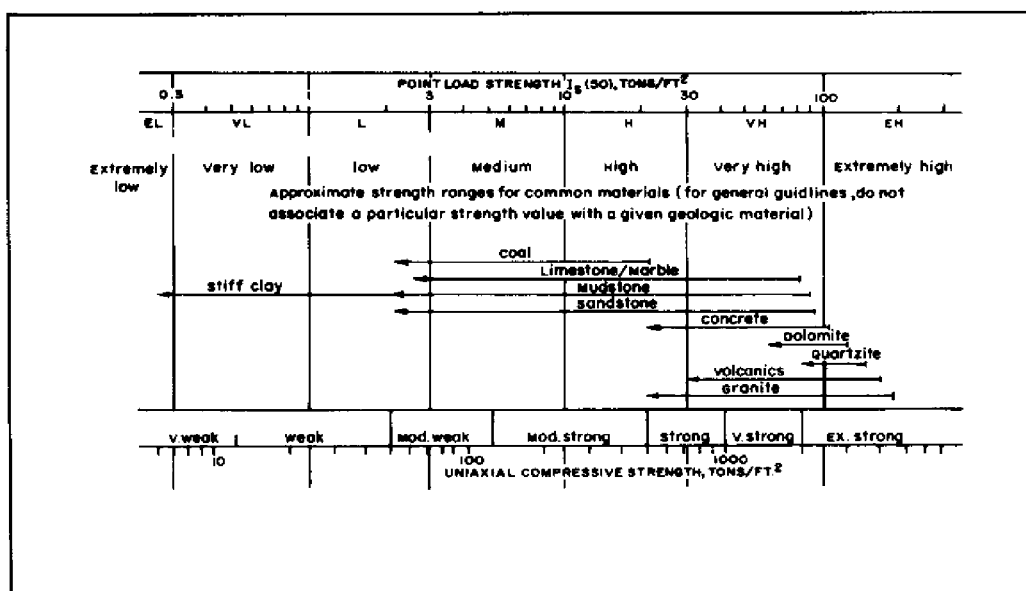 POINT LOAD STRENGTH Is (50), TONS/FT2
0.3 1 3 10 30 100
EL VL L M H VH EH
Extremely low Very low low Medium High Very high Extremely high
Approximate strength ranges for common materials (for general guidlines, do not
associate a particular strength value with a given geologic material)
coal
Limestone/Marble
stiff clay Mudstone
sandstone
concrete
Dolomite
quartzite
volcanics
granite
V.weak weak Mod.weak Mod.strong strong V.strong Ex.strong
10 100 1000
UNIAXIAL COMPRESSIVE STRENGTH, TONS/FT.2